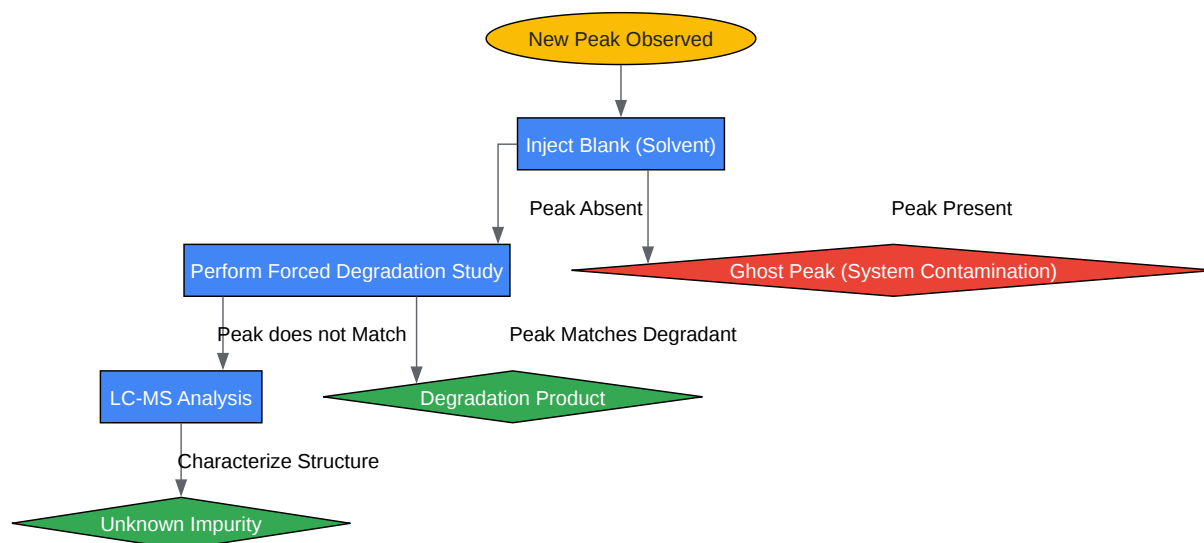 New Peak Observed
Inject Blank (Solvent)
Peak Absent
Peak Present
Perform Forced Degradation Study
Ghost Peak (System Contamination)
Peak does not Match
Peak Matches Degradant
LC-MS Analysis
Degradation Product
Characterize Structure
Unknown Impurity